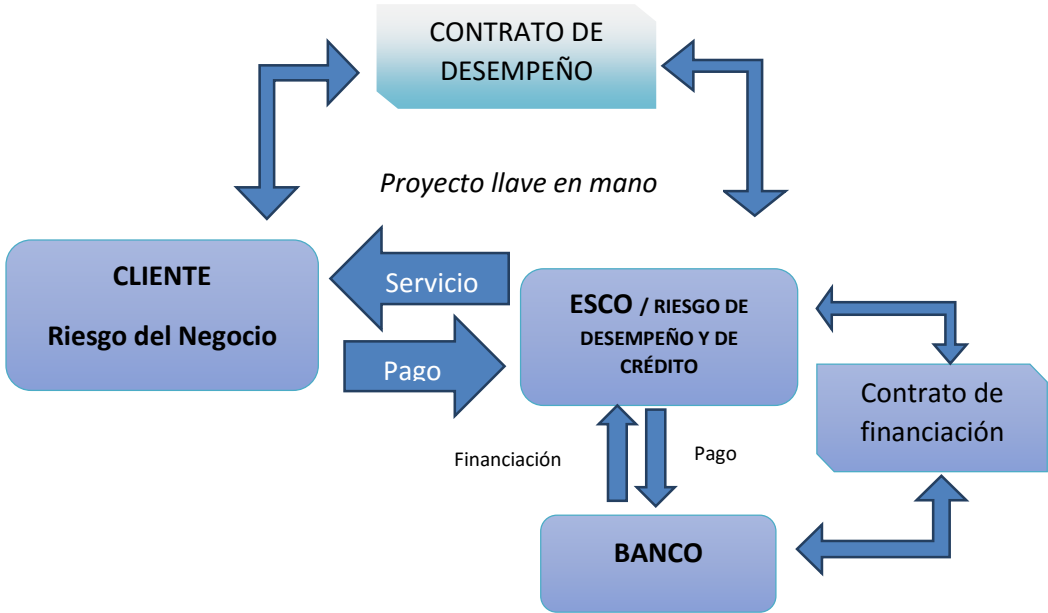 CONTRATO DE
DESEMPEÑO
Proyecto llave en mano
CLIENTE
Riesgo del Negocio
Servicio
Pago
ESCO / RIESGO DE
DESEMPEÑO Y DE
CRÉDITO
Contrato de
financiación
Financiación
Pago
BANCO